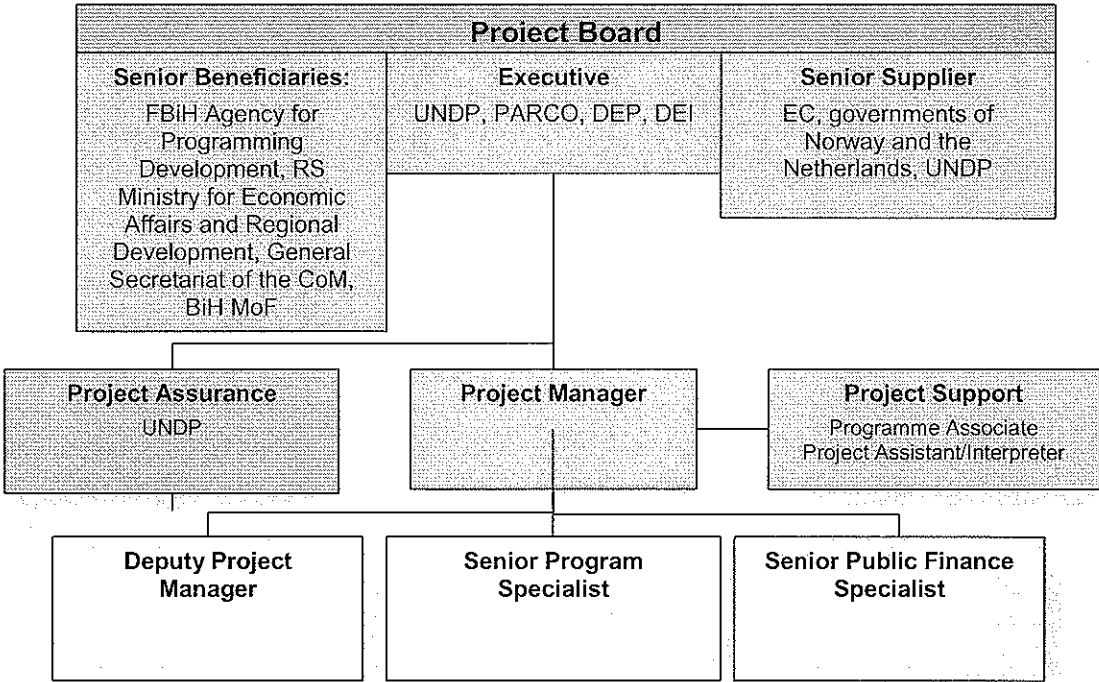 Project Board
Senior Beneficiaries:
FBiH Agency for
Programming
Development, RS
Ministry for Economic
Affairs and Regional
Development, General
Secretariat of the CoM,
BiH MoF
Executive
UNDP, PARCO, DEP, DEI
Senior Supplier
EC, governments of
Norway and the
Netherlands, UNDP
Project Assurance
UNDP
Project Manager
Project Support
Programme Associate
Project Assistant/Interpreter
Deputy Project
Manager
Senior Program
Specialist
Senior Public Finance
Specialist